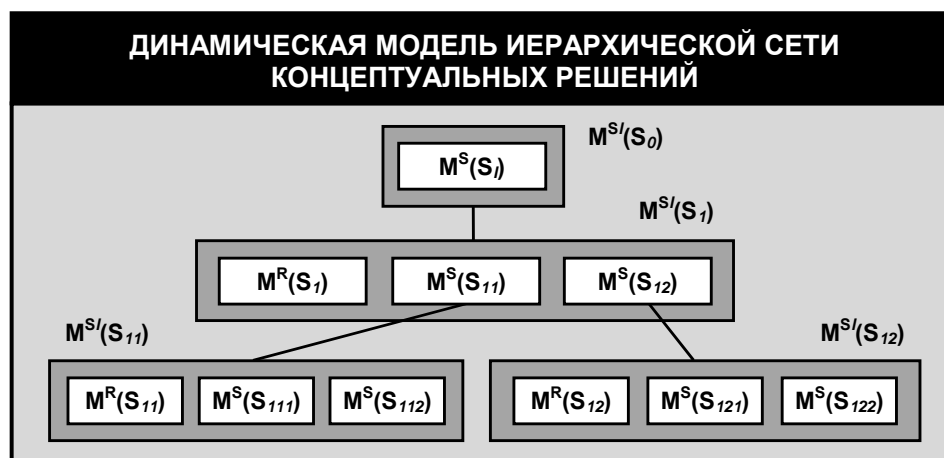 ДИНАМИЧЕСКАЯ МОДЕЛЬ ИЕРАРХИЧЕСКОЙ СЕТИ
КОНЦЕПТУАЛЬНЫХ РЕШЕНИЙ
M^SI(S_0)
M^S(S_I)
M^SI(S_1)
M^R(S_1) M^S(S_11) M^S(S_12)
M^SI(S_11) M^SI(S_12)
M^R(S_11) M^S(S_111) M^S(S_112) M^R(S_12) M^S(S_121) M^S(S_122)